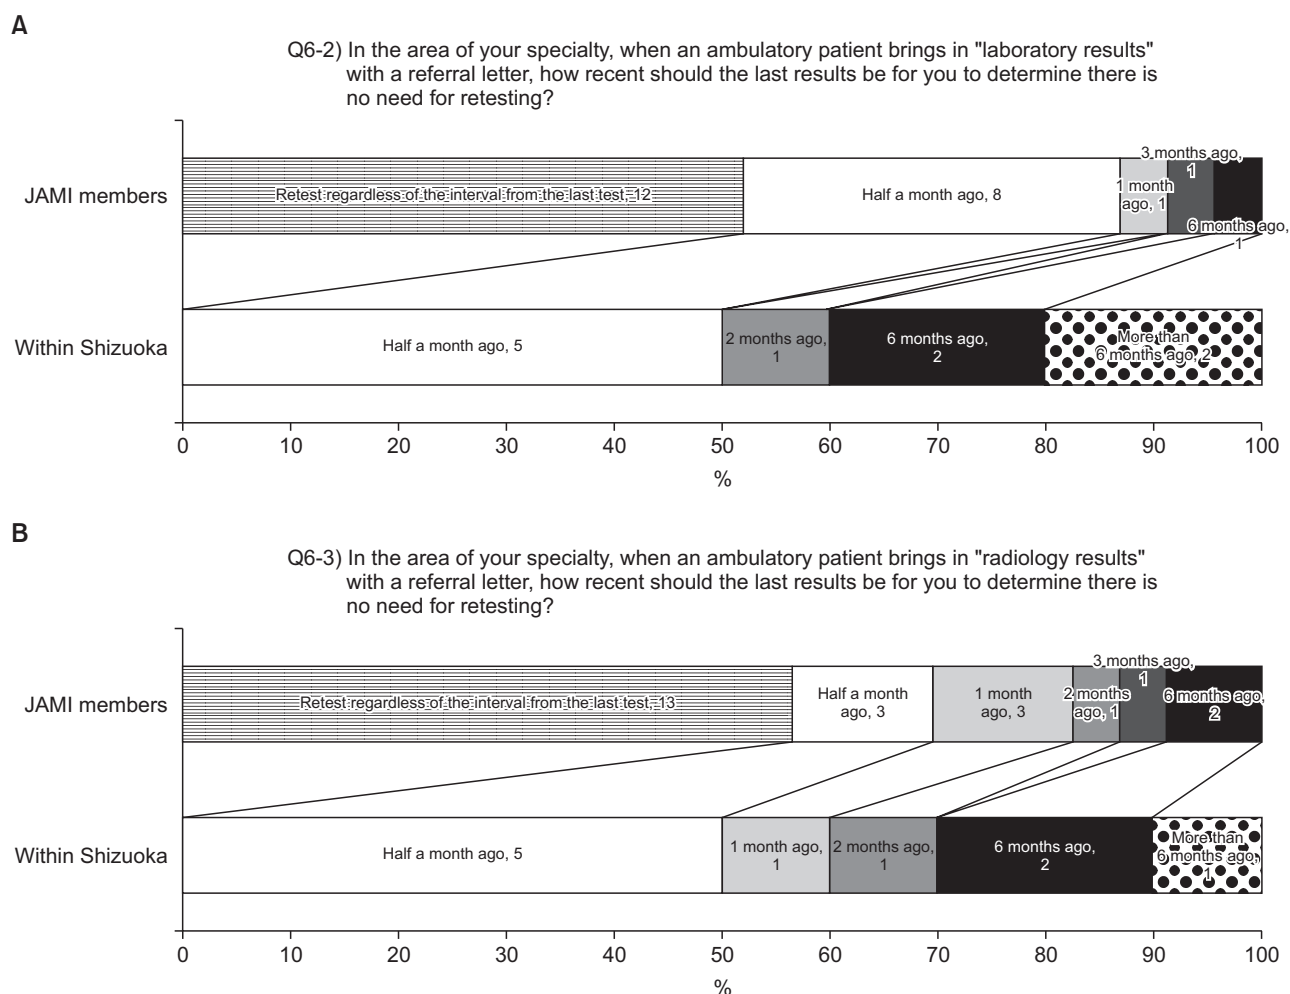 A
Q6-2) In the area of your specialty, when an ambulatory patient brings in "laboratory results"
with a referral letter, how recent should the last results be for you to determine there is
no need for retesting?
JAMI members
Retest regardless of the interval from the last test, 12
Half a month ago, 8
1 month
ago, 1
3 months ago,
1
6 months ago,
1
Within Shizuoka
Half a month ago, 5
2 months ago,
1
6 months ago,
2
More than
6 months ago, 2
0 10 20 30 40 50 60 70 80 90 100
%
B
Q6-3) In the area of your specialty, when an ambulatory patient brings in "radiology results"
with a referral letter, how recent should the last results be for you to determine there is
no need for retesting?
JAMI members
Retest regardless of the interval from the last test, 13
Half a month
ago, 3
1 month
ago, 3
2 months
ago, 1
3 months ago,
1
6 months ago,
2
Within Shizuoka
Half a month ago, 5
1 month ago,
1
2 months ago,
1
6 months ago,
2
More than
6 months ago,
1
0 10 20 30 40 50 60 70 80 90 100
%